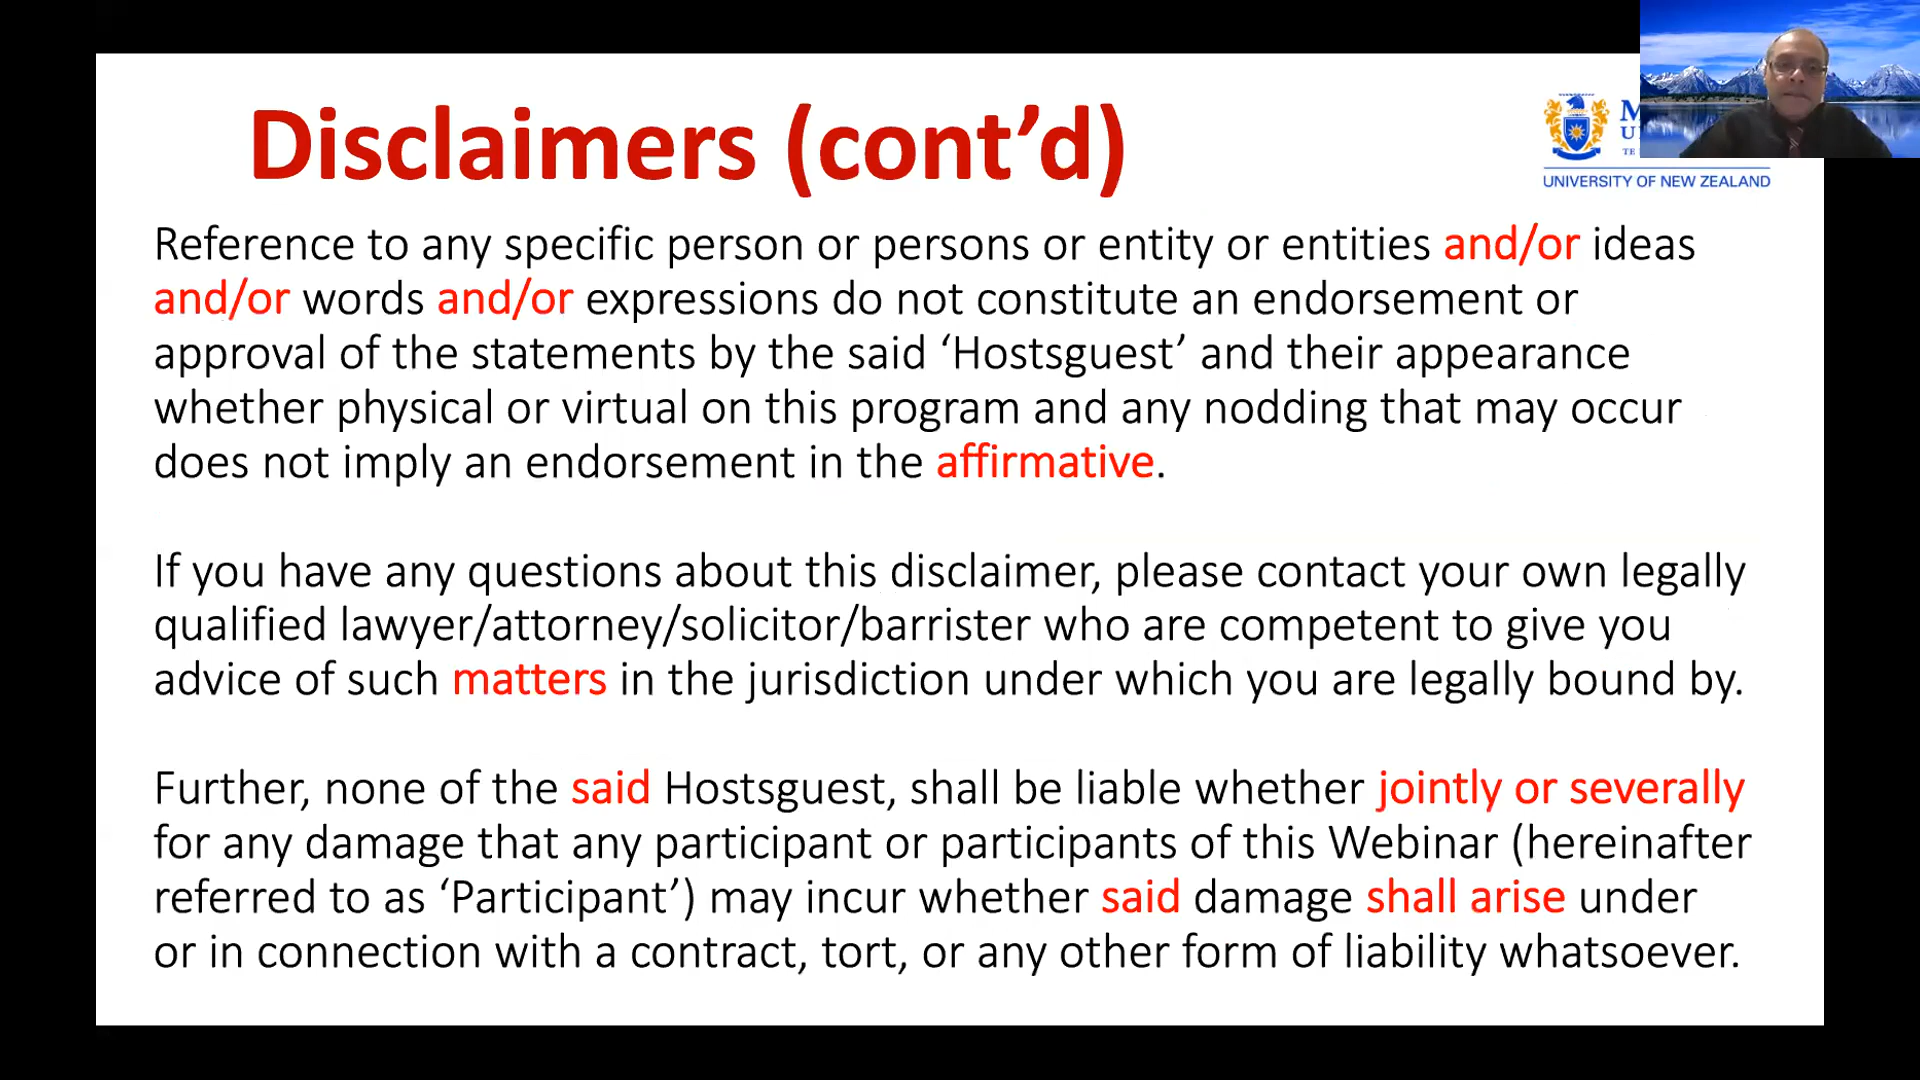 Disclaimers (cont’d)
UNIVERSITY OF NEW ZEALAND
Reference to any specific person or persons or entity or entities and/or ideas
and/or words and/or expressions do not constitute an endorsement or
approval of the statements by the said ‘Hostsguest’ and their appearance
whether physical or virtual on this program and any nodding that may occur
does not imply an endorsement in the affirmative.
If you have any questions about this disclaimer, please contact your own legally
qualified lawyer/attorney/solicitor/barrister who are competent to give you
advice of such matters in the jurisdiction under which you are legally bound by.
Further, none of the said Hostsguest, shall be liable whether jointly or severally
for any damage that any participant or participants of this Webinar (hereinafter
referred to as ‘Participant’) may incur whether said damage shall arise under
or in connection with a contract, tort, or any other form of liability whatsoever.